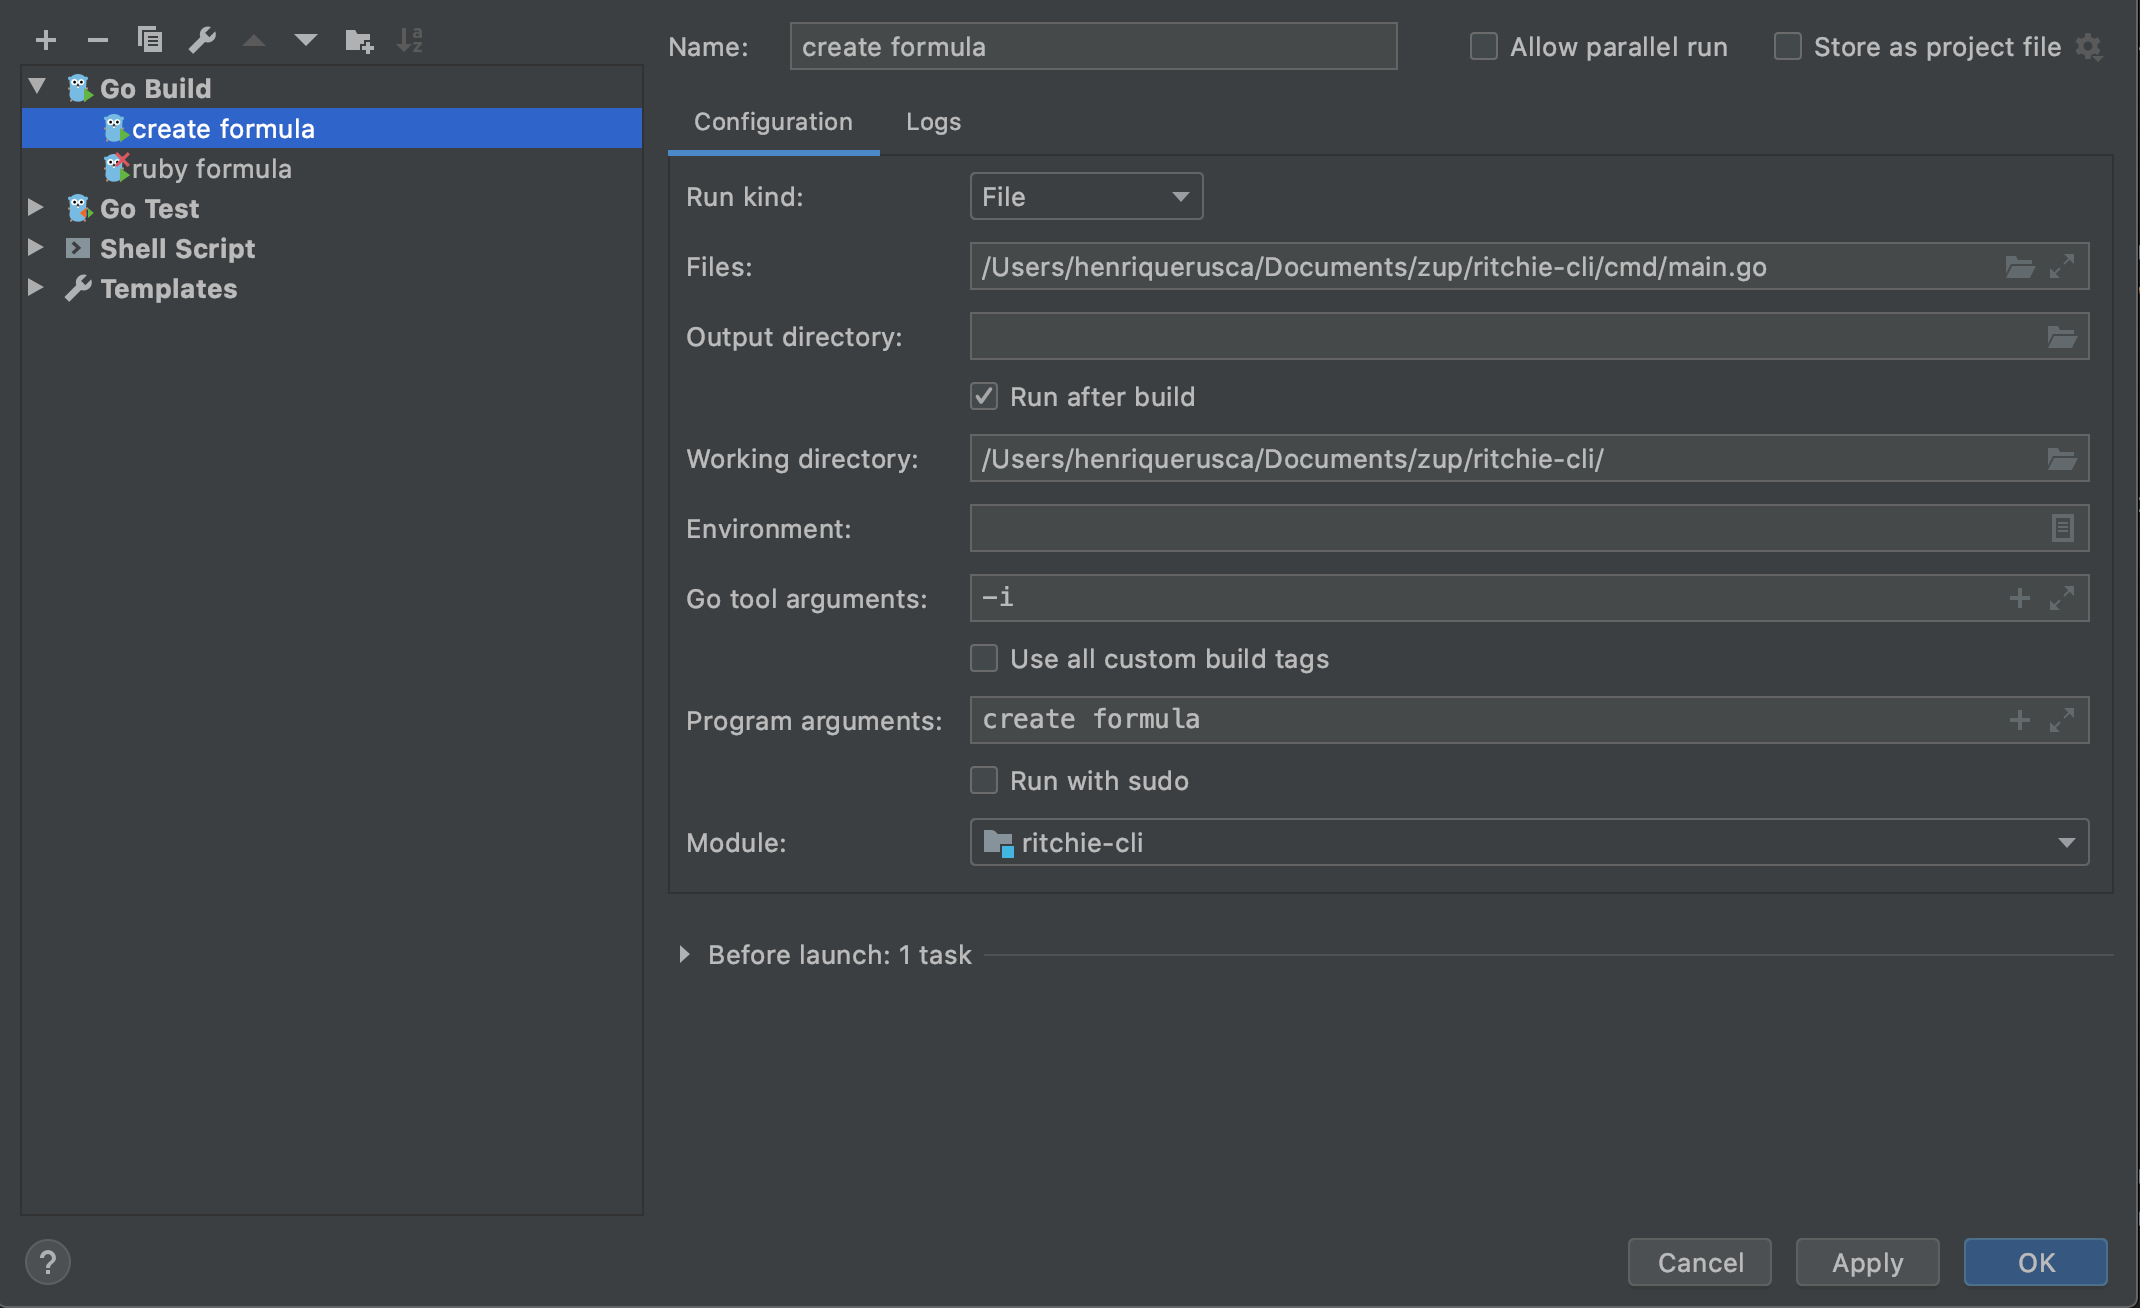 Go Build
create formula
ruby formula
Go Test
Shell Script
Templates
Name: create formula
Allow parallel run
Store as project file
Configuration Logs
Run kind: File
Files: /Users/henriquerusca/Documents/zup/ritchie-cli/cmd/main.go
Output directory:
Run after build
Working directory: /Users/henriquerusca/Documents/zup/ritchie-cli/
Environment:
Go tool arguments: -i
Use all custom build tags
Program arguments: create formula
Run with sudo
Module: ritchie-cli
Before launch: 1 task
? Cancel Apply OK